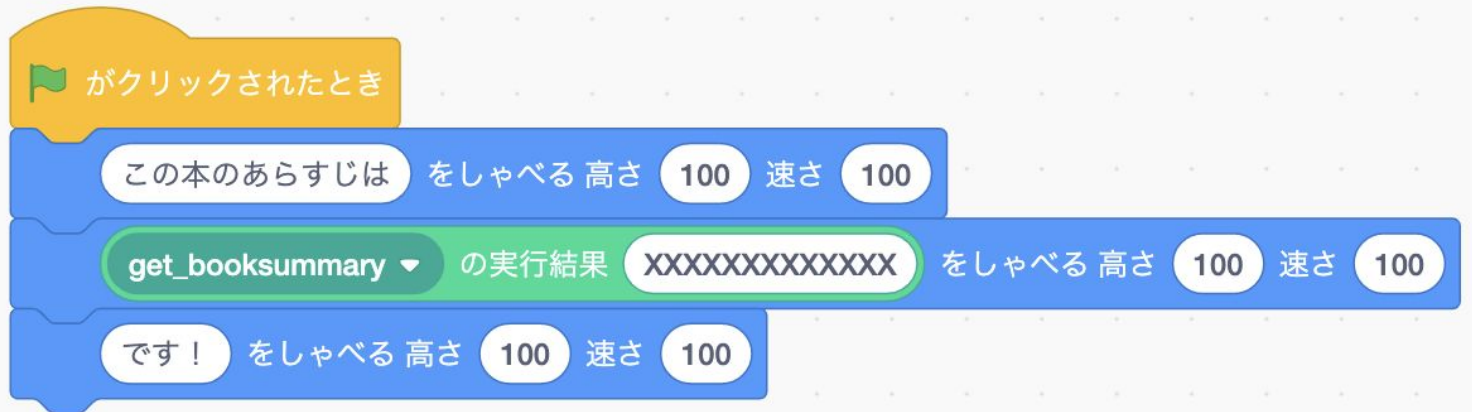 がクリックされたとき
この本のあらすじは をしゃべる 高さ 100 速さ 100
get_booksummary の実行結果 XXXXXXXXXXXXX をしゃべる 高さ 100 速さ 100
です！ をしゃべる 高さ 100 速さ 100